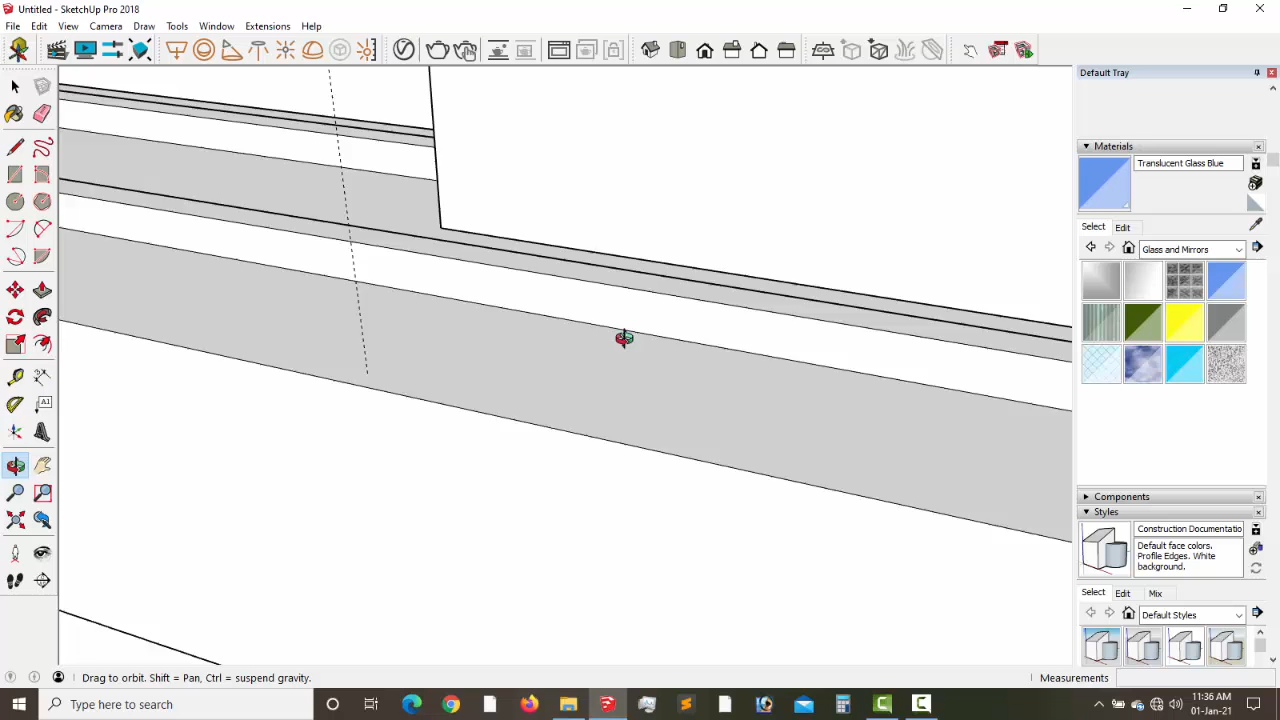 Untitled - SketchUp Pro 2018
File Edit View Camera Draw Tools Window Extensions Help
Default Tray
Materials
Translucent Glass Blue
Select Edit
Glass and Mirrors
A1
Components
Styles
Construction Documentatio
Default face colors.
Profile Edges. White
background.
Select Edit Mix
Default Styles
Drag to orbit. Shift = Pan, Ctrl = suspend gravity.
Measurements
Type here to search
11:36 AM
01-Jan-21